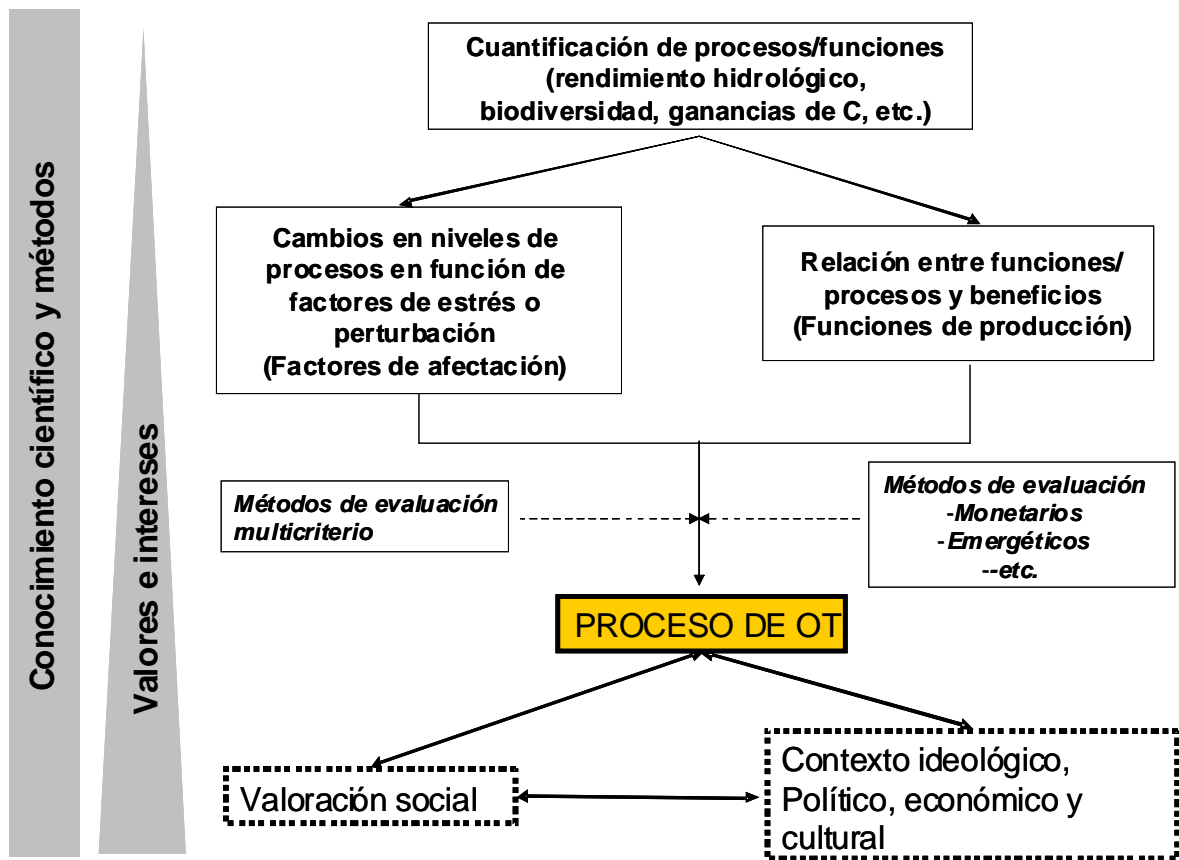 Conocimiento científico y métodos
Valores e intereses
Cuantificación de procesos/funciones
(rendimiento hidrológico,
biodiversidad, ganancias de C, etc.)
Cambios en niveles de
procesos en función de
factores de estrés o
perturbación
(Factores de afectación)
Relación entre funciones/
procesos y beneficios
(Funciones de producción)
Métodos de evaluación
multicriterio
Métodos de evaluación
-Monetarios
-Emergéticos
--etc.
PROCESO DE OT
Valoración social
Contexto ideológico,
Político, económico y
cultural